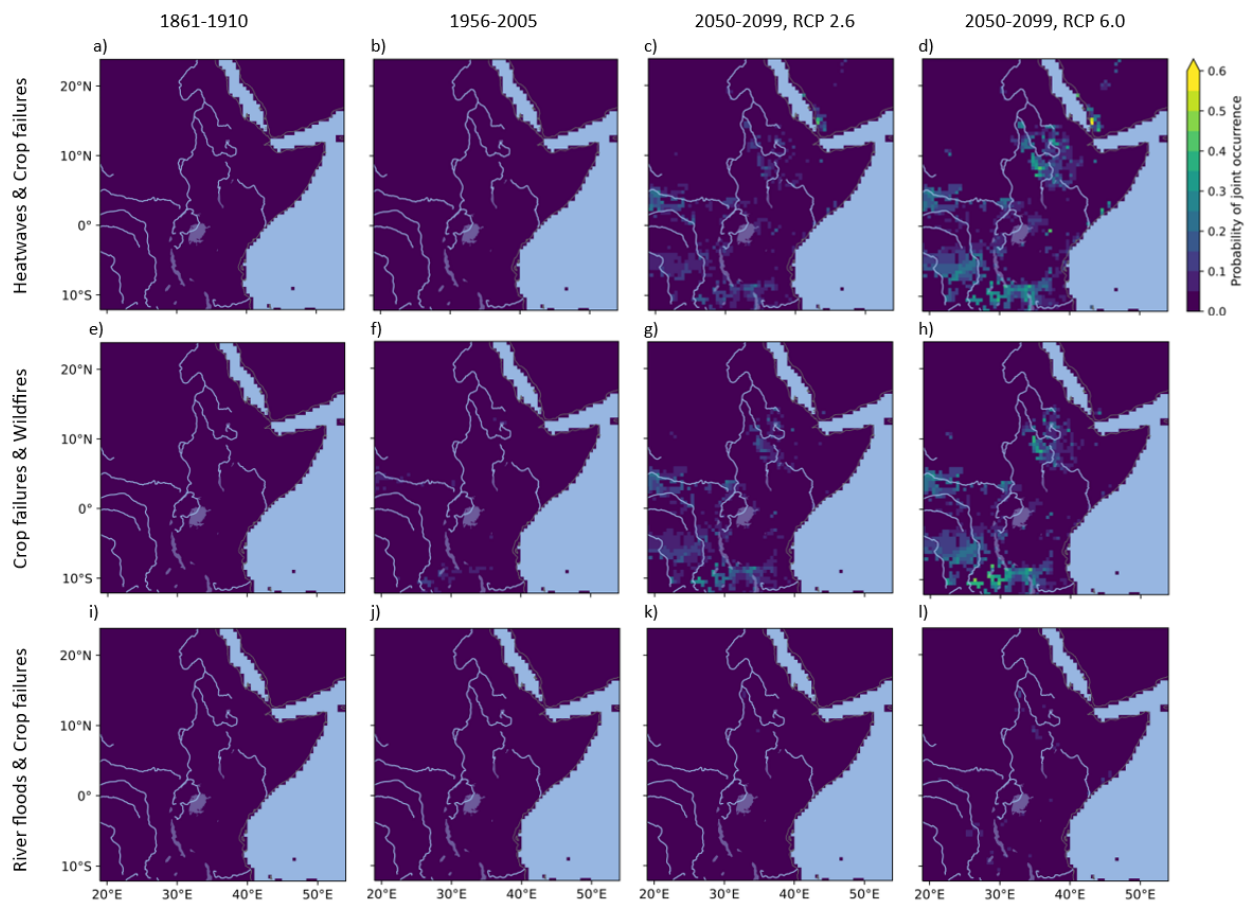 1861-1910
1956-2005
2050-2099, RCP 2.6
2050-2099, RCP 6.0
Heatwaves & Crop failures
a)
b)
c)
d)
20°N
10°N
0°
10°S
0.6
0.5
0.4
0.3
0.2
0.1
0.0
Probability of joint occurrence
Crop failures & Wildfires
e)
f)
g)
h)
20°N
10°N
0°
10°S
River floods & Crop failures
i)
j)
k)
l)
20°N
10°N
0°
10°S
20°E 30°E 40°E 50°E
20°E 30°E 40°E 50°E
20°E 30°E 40°E 50°E
20°E 30°E 40°E 50°E